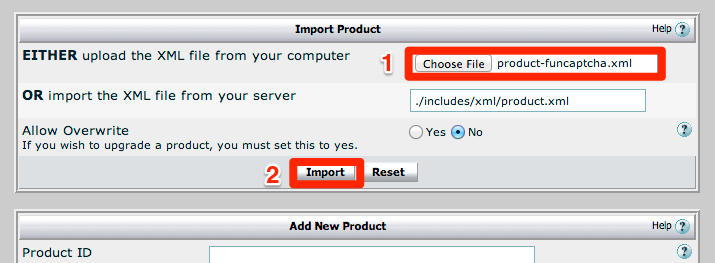 Import Product Help ?
EITHER upload the XML file from your computer 1 Choose File product-funcaptcha.xml
OR import the XML file from your server ./includes/xml/product.xml
Allow Overwrite Yes No ?
If you wish to upgrade a product, you must set this to yes.
2 Import Reset
Add New Product Help ?
Product ID ?